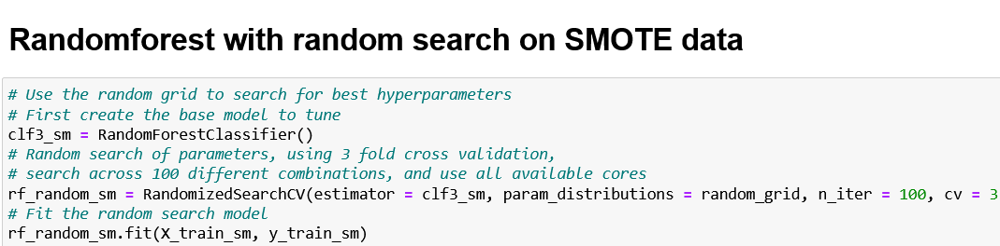 Randomforest with random search on SMOTE data
# Use the random grid to search for best hyperparameters
# First create the base model to tune
clf3_sm = RandomForestClassifier()
# Random search of parameters, using 3 fold cross validation,
# search across 100 different combinations, and use all available cores
rf_random_sm = RandomizedSearchCV(estimator = clf3_sm, param_distributions = random_grid, n_iter = 100, cv = 3
# Fit the random search model
rf_random_sm.fit(X_train_sm, y_train_sm)